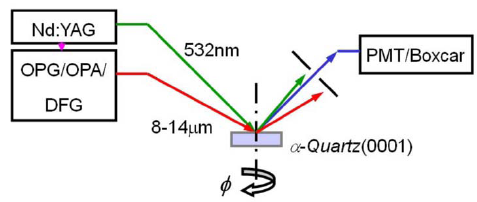 Nd:YAG
532nm
PMT/Boxcar
OPG/OPA/
DFG
8-14μm
α-Quartz(0001)
ϕ